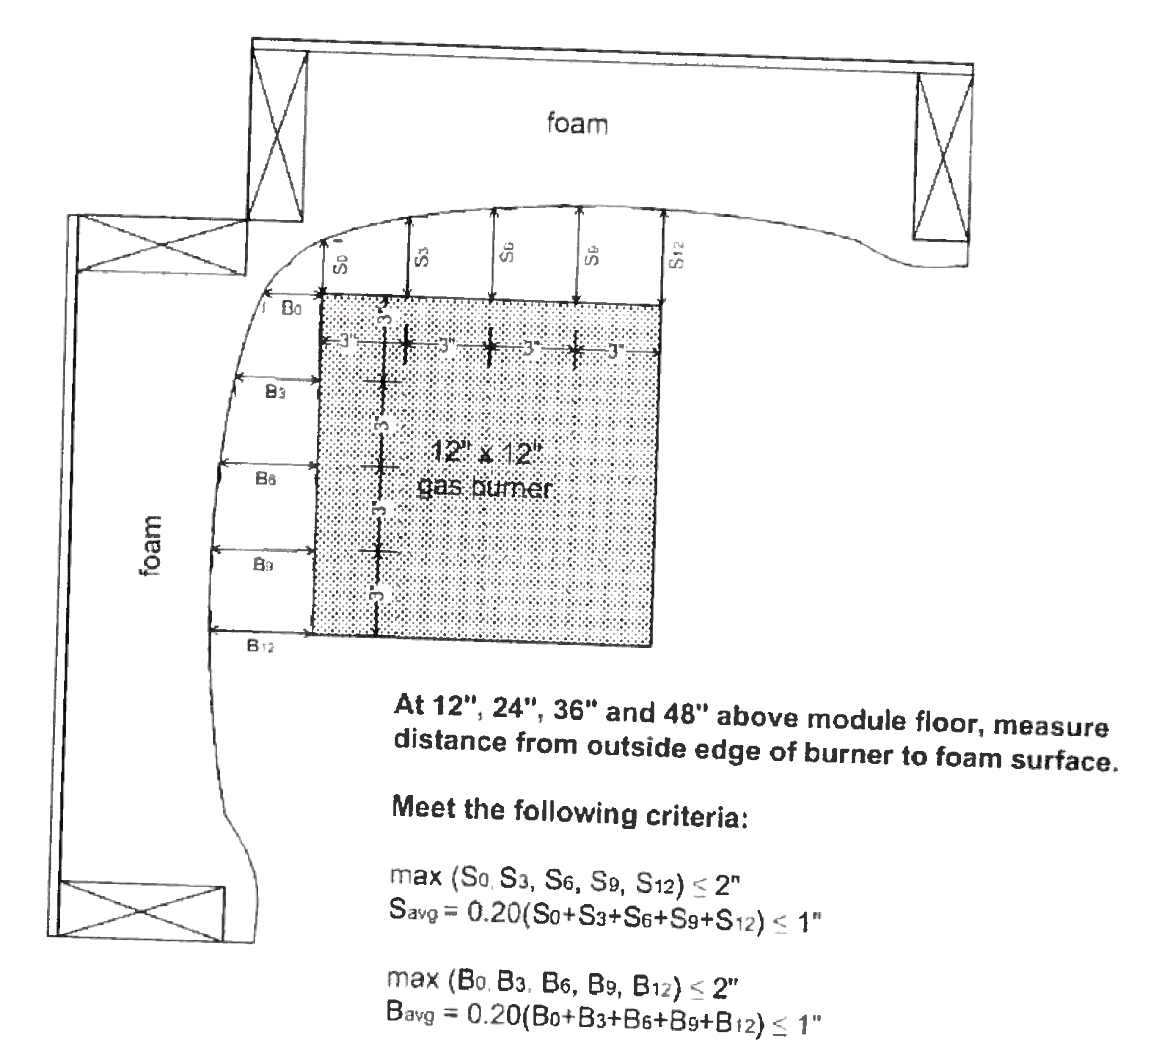 foam
S0
S3
S6
S9
S12
B0
3"
3" 3" 3" 3"
B3
3"
12" x 12"
gas burner
B6
3"
foam
B9
3"
B12
At 12", 24", 36" and 48" above module floor, measure
distance from outside edge of burner to foam surface.
Meet the following criteria:
max (S0, S3, S6, S9, S12) ≤ 2"
Savg = 0.20(S0+S3+S6+S9+S12) ≤ 1"
max (B0, B3, B6, B9, B12) ≤ 2"
Bavg = 0.20(B0+B3+B6+B9+B12) ≤ 1"